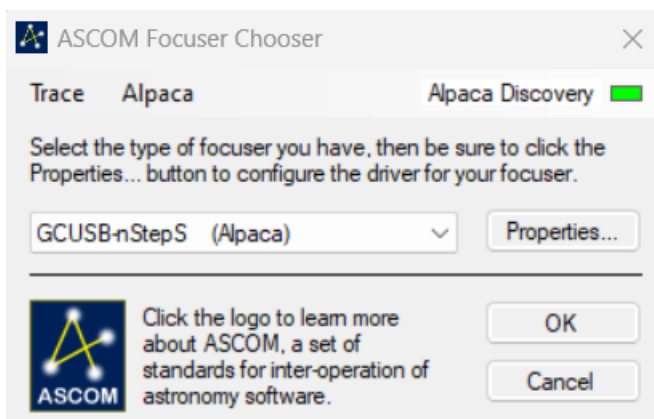 ASCOM Focuser Chooser
Trace Alpaca Alpaca Discovery
Select the type of focuser you have, then be sure to click the
Properties... button to configure the driver for your focuser.
GCUSB-nStepS (Alpaca) Properties...
Click the logo to learn more
about ASCOM, a set of
standards for inter-operation of
astronomy software.
OK
Cancel
ASCOM